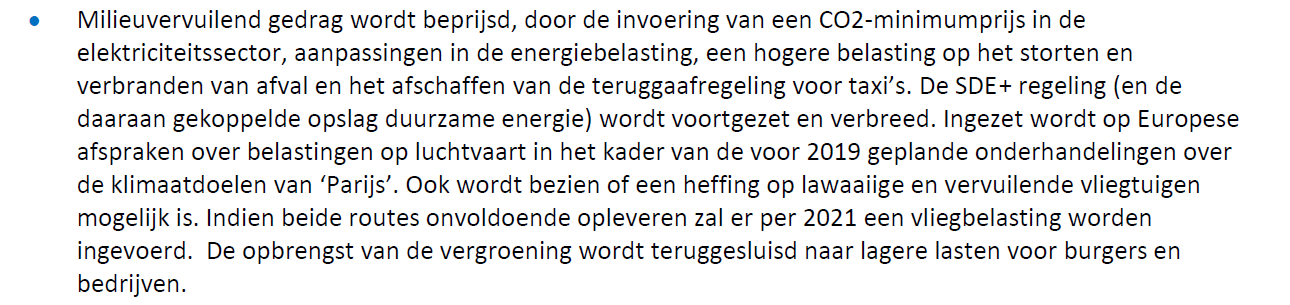 • Milieuvervuilend gedrag wordt beprijsd, door de invoering van een CO2-minimumprijs in de
elektriciteitssector, aanpassingen in de energiebelasting, een hogere belasting op het storten en
verbranden van afval en het afschaffen van de teruggaafregeling voor taxi’s. De SDE+ regeling (en de
daaraan gekoppelde opslag duurzame energie) wordt voortgezet en verbreed. Ingezet wordt op Europese
afspraken over belastingen op luchtvaart in het kader van de voor 2019 geplande onderhandelingen over
de klimaatdoelen van ‘Parijs’. Ook wordt bezien of een heffing op lawaaiige en vervuilende vliegtuigen
mogelijk is. Indien beide routes onvoldoende opleveren zal er per 2021 een vliegbelasting worden
ingevoerd.  De opbrengst van de vergroening wordt teruggesluisd naar lagere lasten voor burgers en
bedrijven.